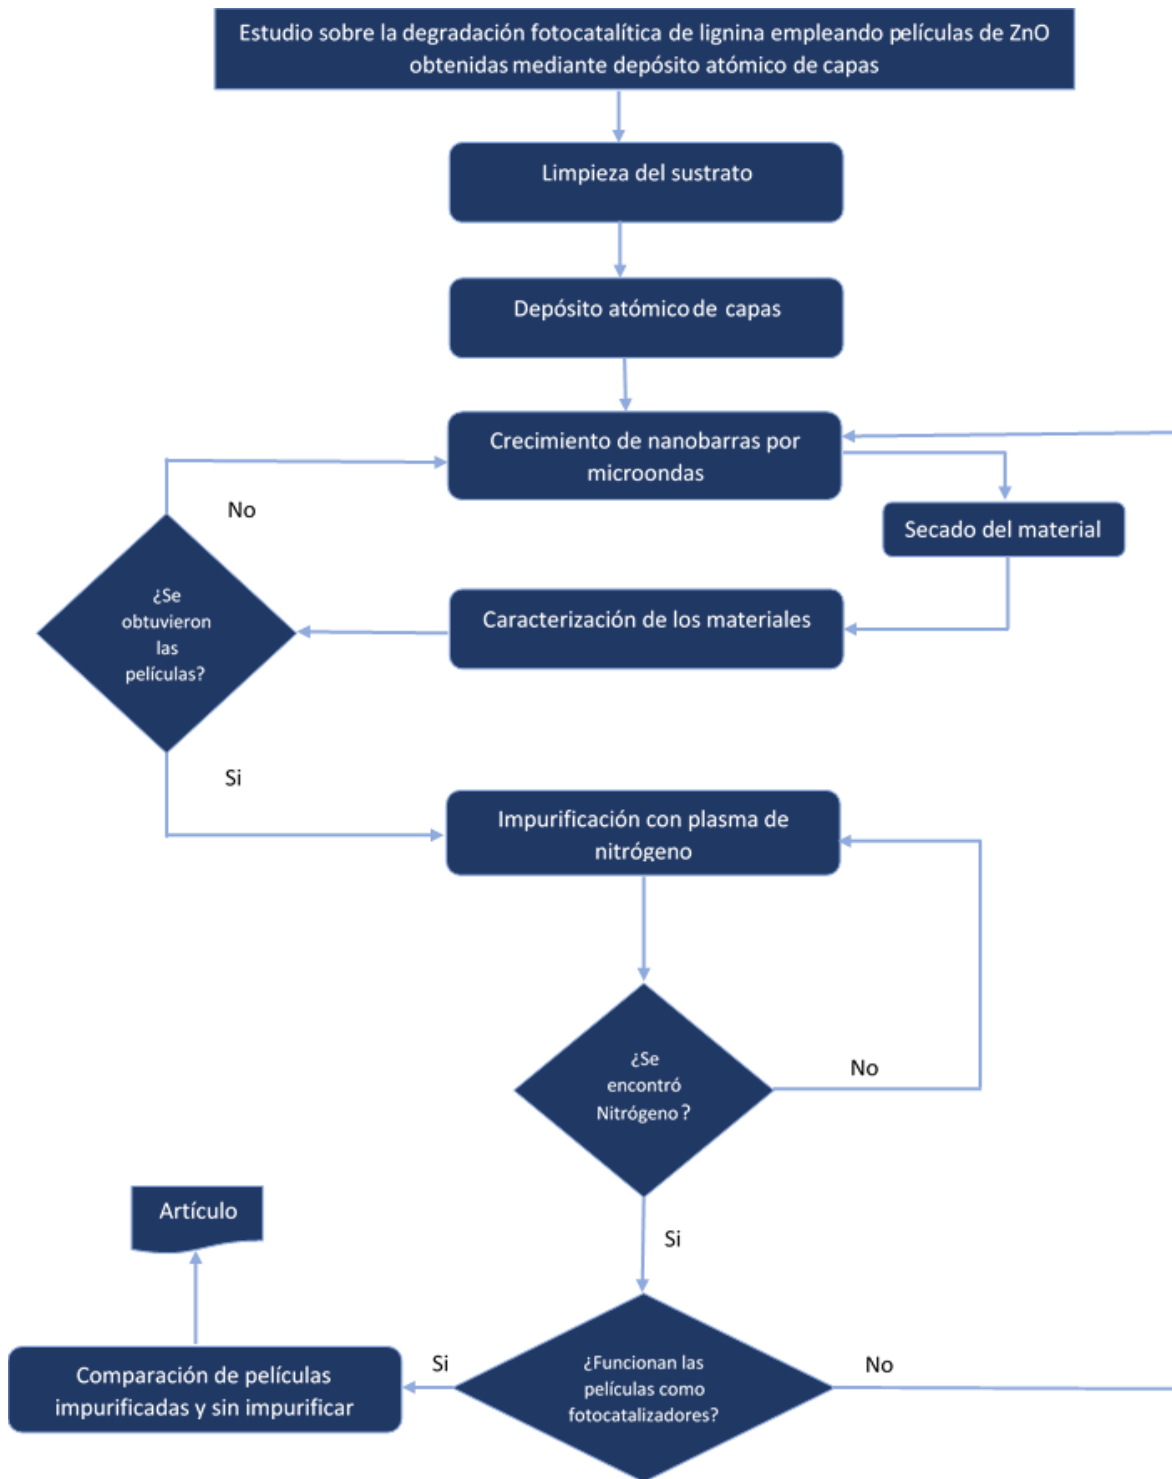 Estudio sobre la degradación fotocatalítica de lignina empleando películas de ZnO
obtenidas mediante depósito atómico de capas
Limpieza del sustrato
Depósito atómico de capas
Crecimiento de nanobarras por
microondas
No
Secado del material
¿Se
obtuvieron
las
películas?
Caracterización de los materiales
Si
Impurificación con plasma de
nitrógeno
¿Se
encontró
Nitrógeno?
No
Artículo
Si
Comparación de películas
impurificadas y sin impurificar
Si
¿Funcionan las
películas como
fotocatalizadores?
No